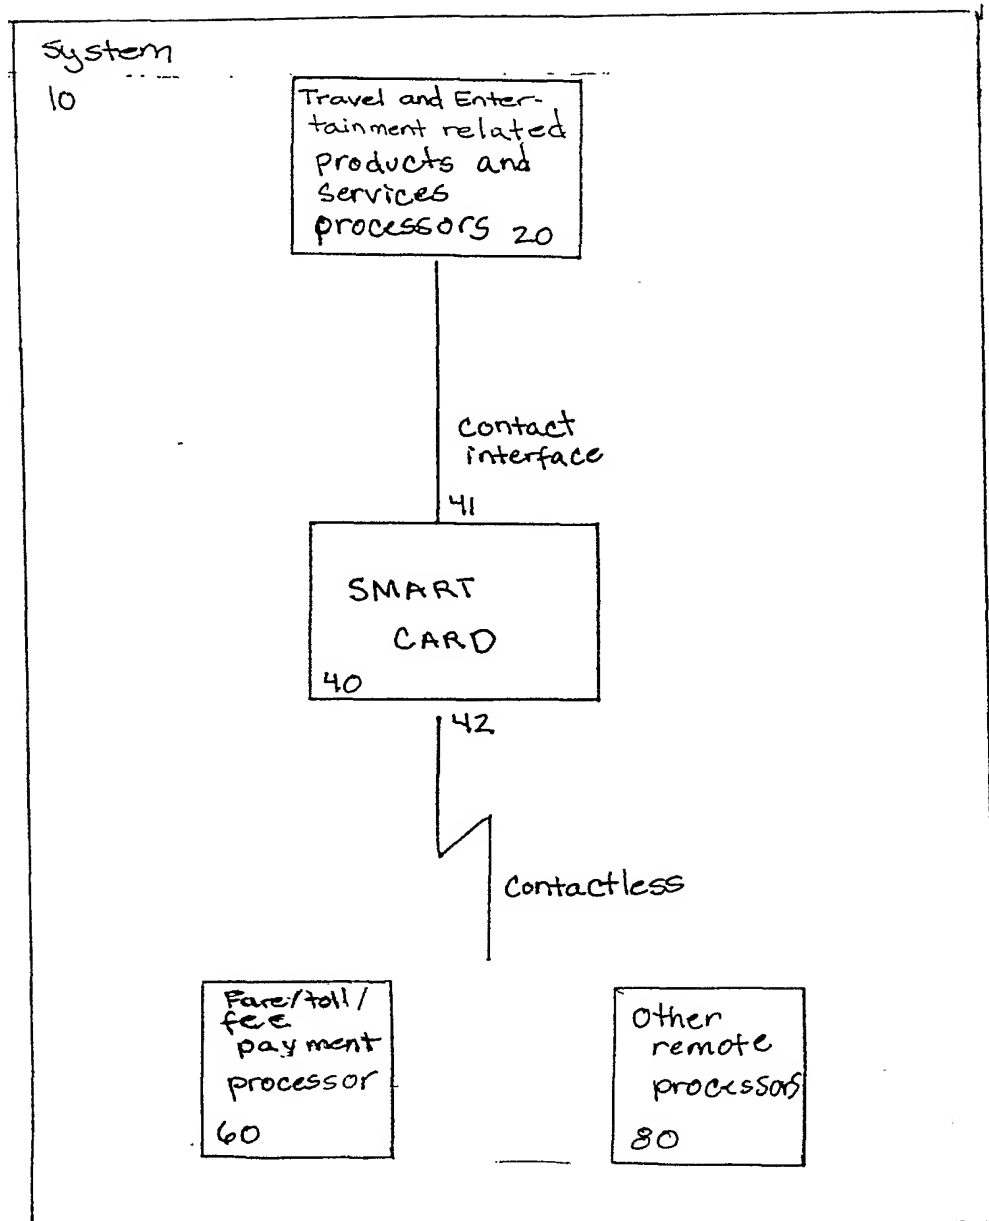 System
10
Travel and Enter-
tainment related
products and
services
processors 20
contact
interface
41
SMART
CARD
40
42
Contactless
Fare/toll/
fee
payment
processor
60
Other
remote
processors
80